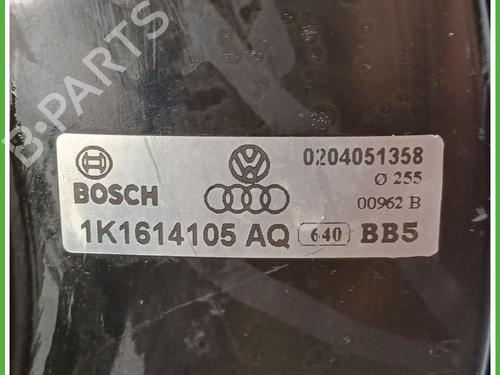 B-PARTS
BOSCH
0204051358
Ø 255
00962 B
1K1614105 AQ 640 BB5